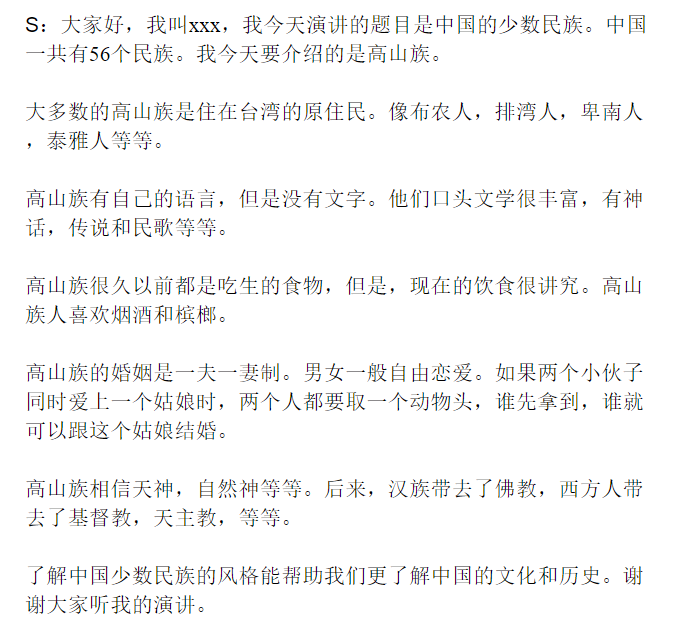 S：大家好，我叫xxx，我今天演讲的题目是中国的少数民族。中国
一共有56个民族。我今天要介绍的是高山族。
大多数的高山族是住在台湾的原住民。像布农人，排湾人，卑南人
，泰雅人等等。
高山族有自己的语言，但是没有文字。他们口头文学很丰富，有神
话，传说和民歌等等。
高山族很久以前都是吃生的食物，但是，现在的饮食很讲究。高山
族人喜欢烟酒和槟榔。
高山族的婚姻是一夫一妻制。男女一般自由恋爱。如果两个小伙子
同时爱上一个姑娘时，两个人都要取一个动物头，谁先拿到，谁就
可以跟这个姑娘结婚。
高山族相信天神，自然神等等。后来，汉族带去了佛教，西方人带
去了基督教，天主教，等等。
了解中国少数民族的风格能帮助我们更了解中国的文化和历史。谢
谢大家听我的演讲。